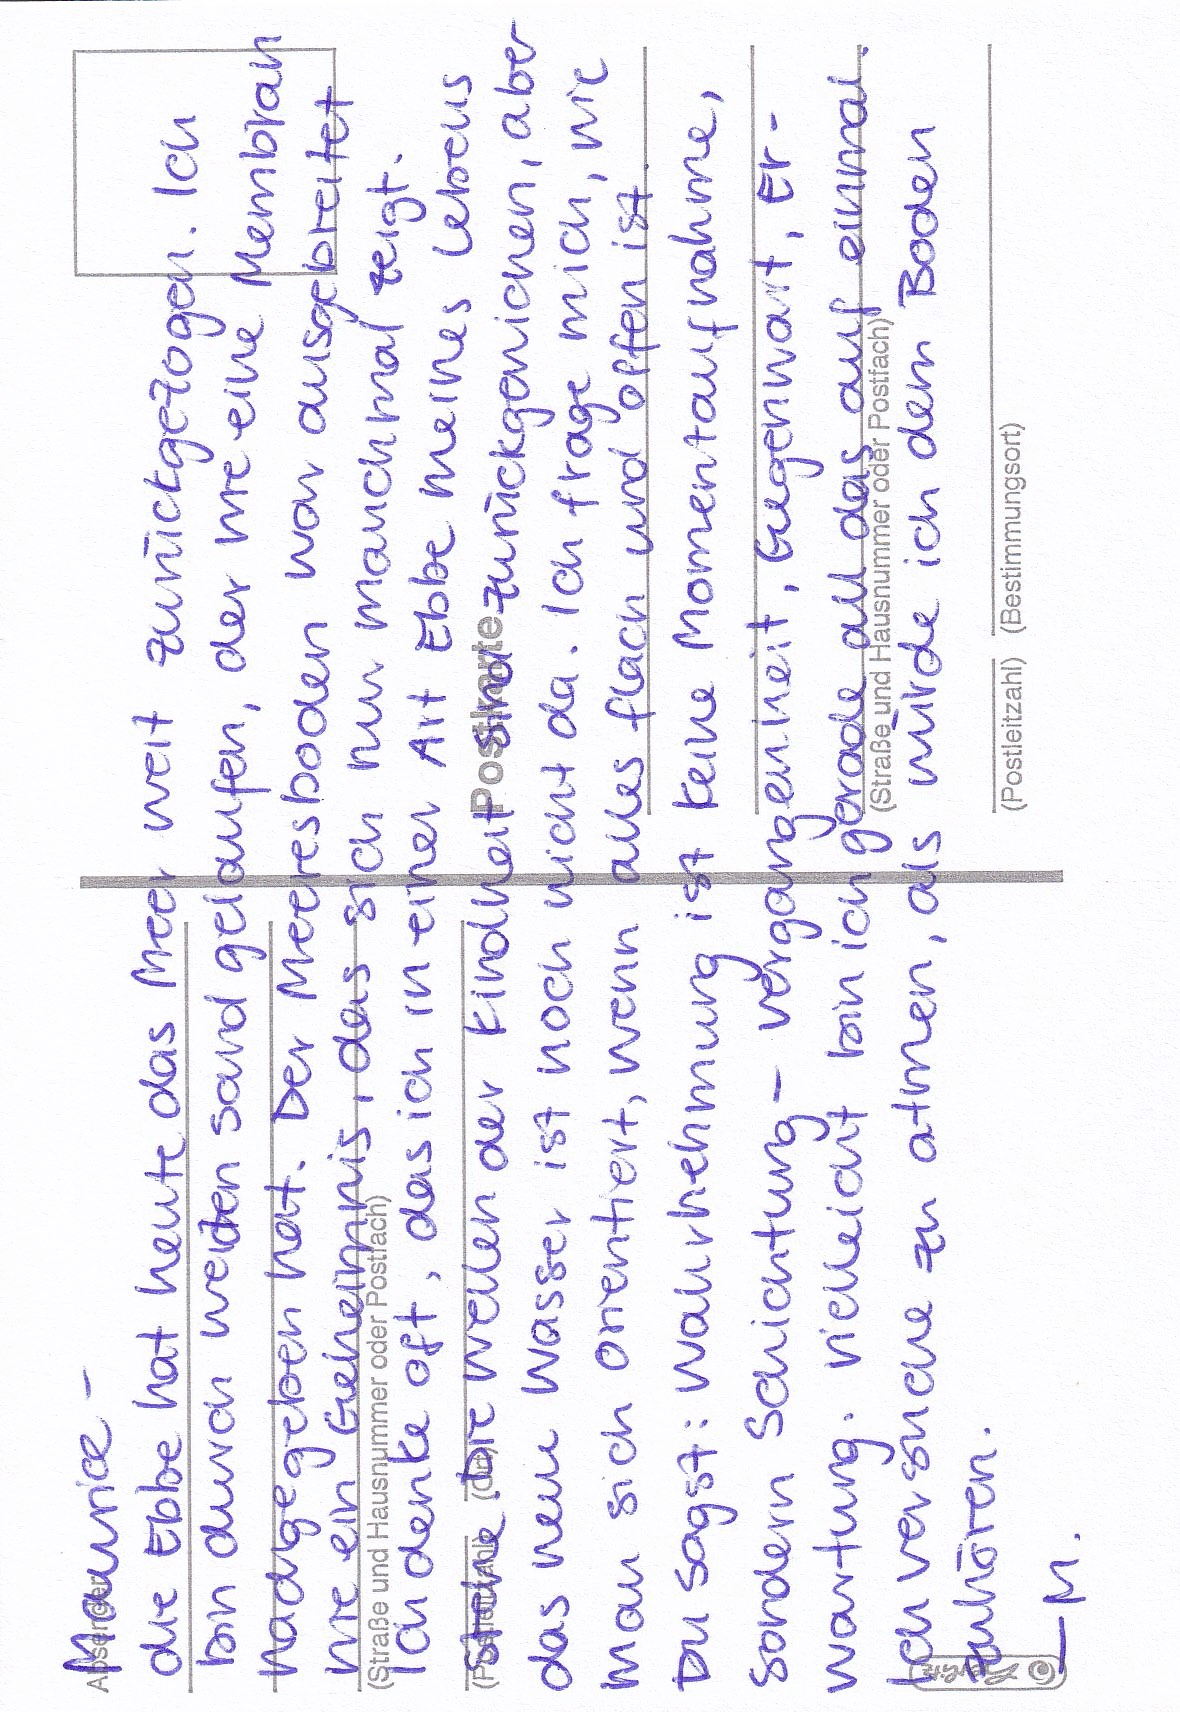 Absender
Maurice –
die Ebbe hat heute das Meer weit zurückgezogen. Ich
bin durch weichen sand gelaufen, der wie eine Membran
nachgegeben hat. Der Meeresboden war ausgebreitet
wie ein Geheimnis, das sich nur manchmal zeigt.
(Straße und Hausnummer oder Postfach)
Ich denke oft, das ich in einer Art Ebbe meines Lebens
(Postleitzahl) (Ort)
stehe. Die Wellen der Kindheit sind zurückgewichen, aber
Postkarte
das neue Wasser ist noch nicht da. Ich frage mich, wie
man sich orientiert, wenn alles flach und offen ist.
Du sagst: Wahrnehmung ist keine Momentaufnahme,
sondern Schichtung – Vergangenheit, Gegenwart, Er-
wartung. Vielleicht bin ich gerade all das auf einmal.
(Straße und Hausnummer oder Postfach)
Ich versuche zu atmen, als würde ich dem Boden
zuhören.
(Postleitzahl) (Bestimmungsort)
— M.
Herlitz